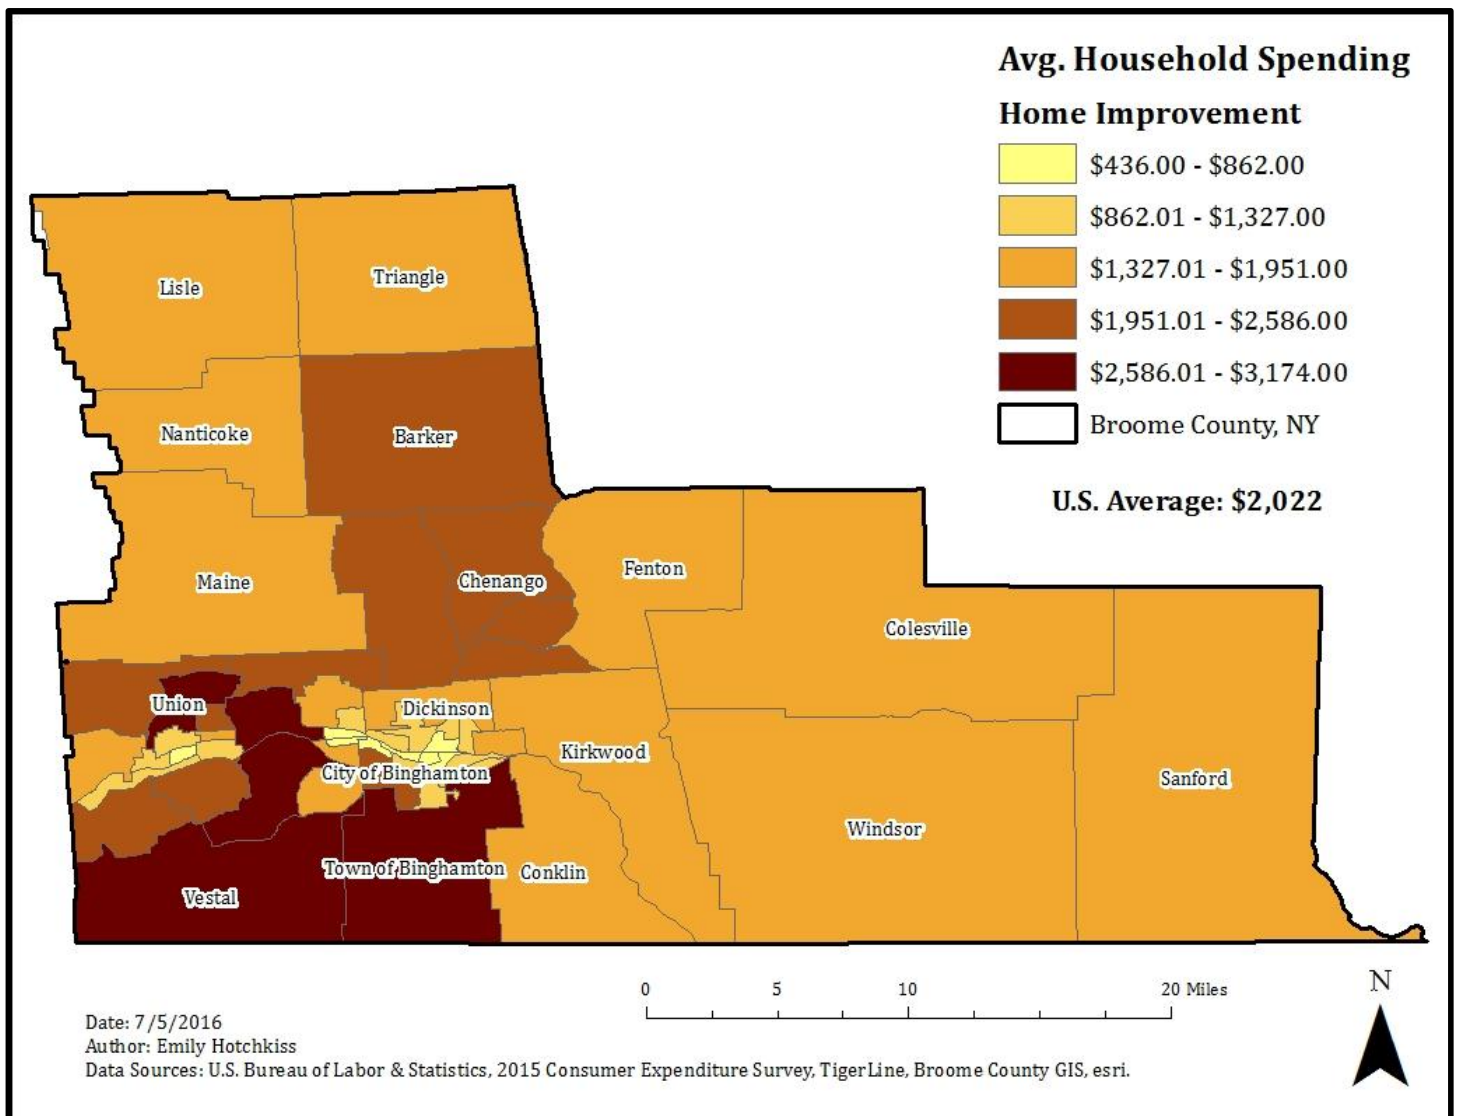 Avg. Household Spending
Home Improvement
$436.00 - $862.00
$862.01 - $1,327.00
$1,327.01 - $1,951.00
$1,951.01 - $2,586.00
$2,586.01 - $3,174.00
Broome County, NY
U.S. Average: $2,022
Lisle
Triangle
Nanticoke
Barker
Maine
Chenango
Fenton
Colesville
Union
Dickinson
Kirkwood
City of Binghamton
Sanford
Windsor
Vestal
Town of Binghamton
Conklin
0 5 10 20 Miles
N
Date: 7/5/2016
Author: Emily Hotchkiss
Data Sources: U.S. Bureau of Labor & Statistics, 2015 Consumer Expenditure Survey, TigerLine, Broome County GIS, esri.